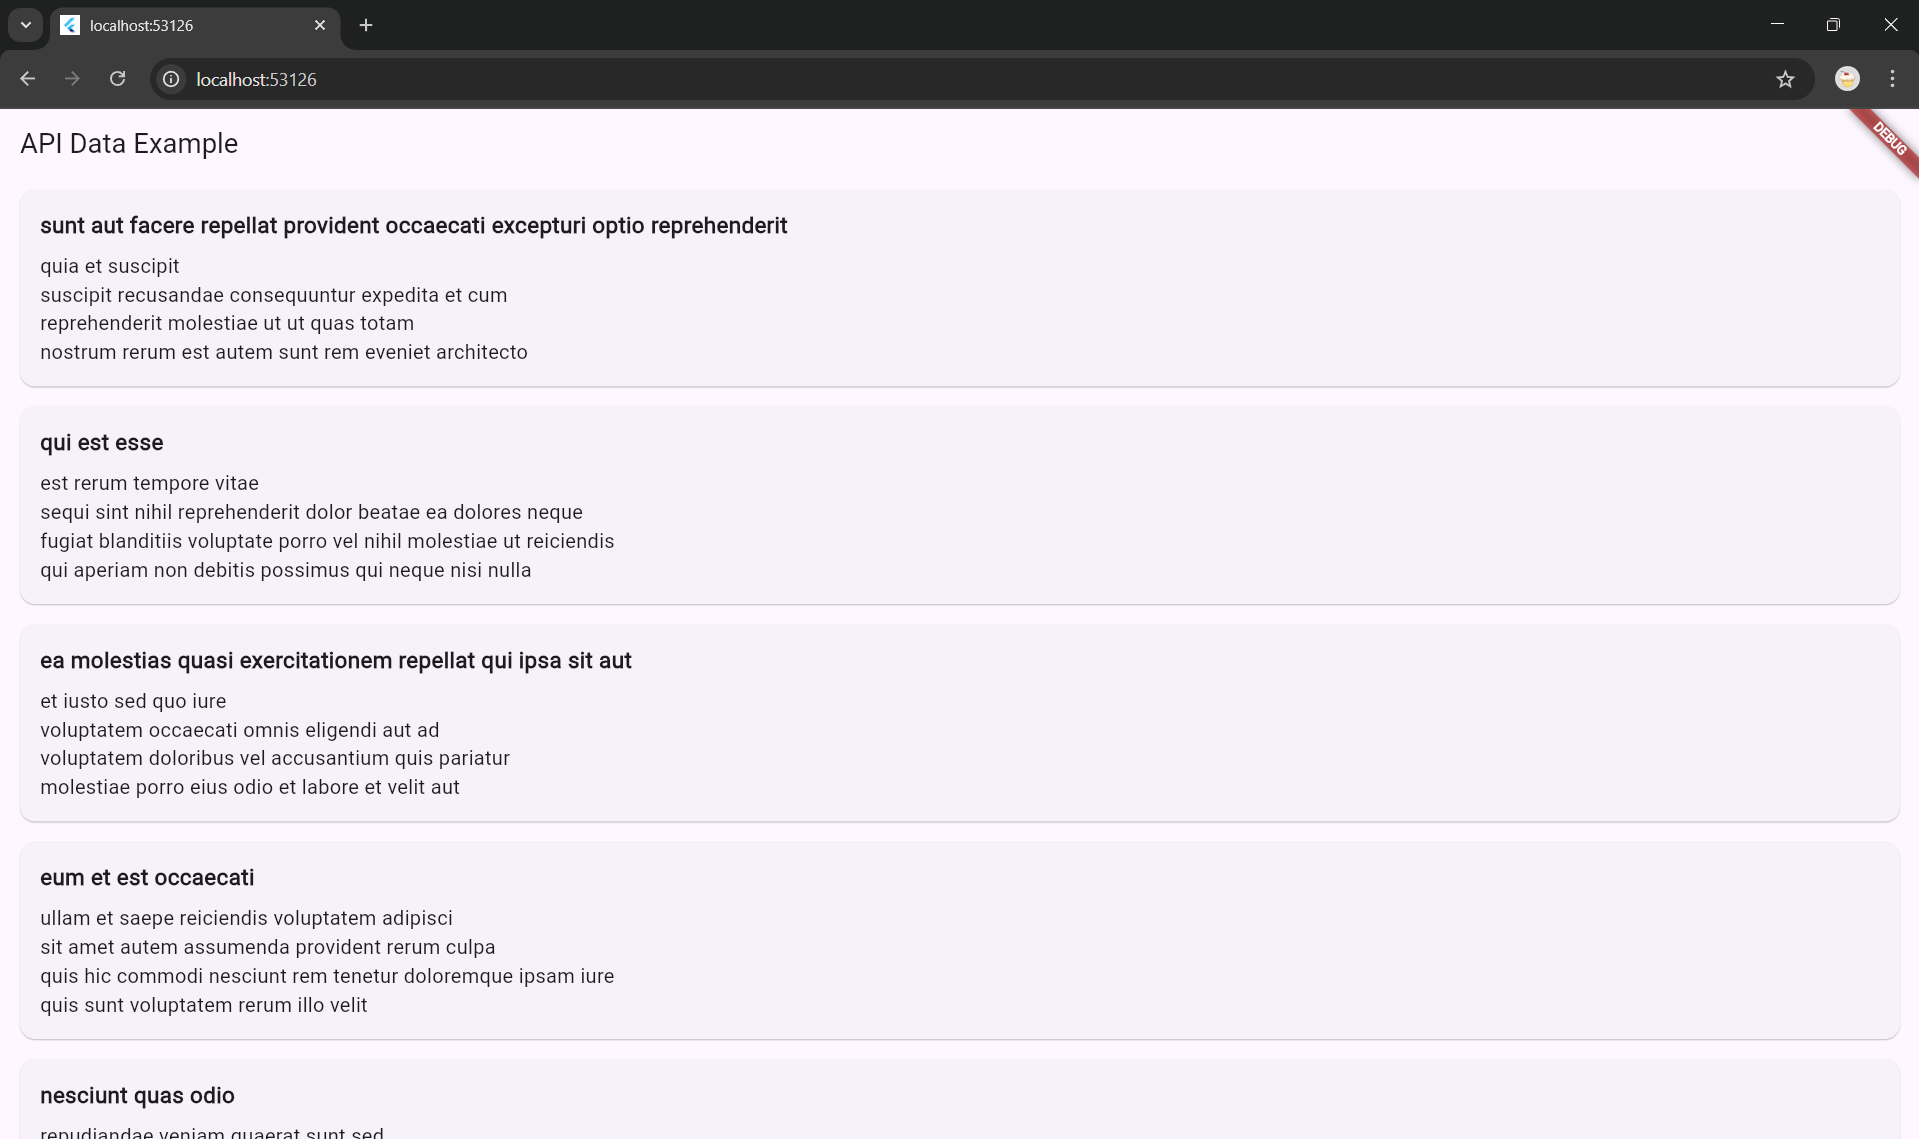 localhost:53126
localhost:53126
API Data Example
DEBUG
sunt aut facere repellat provident occaecati excepturi optio reprehenderit
quia et suscipit
suscipit recusandae consequuntur expedita et cum
reprehenderit molestiae ut ut quas totam
nostrum rerum est autem sunt rem eveniet architecto
qui est esse
est rerum tempore vitae
sequi sint nihil reprehenderit dolor beatae ea dolores neque
fugiat blanditiis voluptate porro vel nihil molestiae ut reiciendis
qui aperiam non debitis possimus qui neque nisi nulla
ea molestias quasi exercitationem repellat qui ipsa sit aut
et iusto sed quo iure
voluptatem occaecati omnis eligendi aut ad
voluptatem doloribus vel accusantium quis pariatur
molestiae porro eius odio et labore et velit aut
eum et est occaecati
ullam et saepe reiciendis voluptatem adipisci
sit amet autem assumenda provident rerum culpa
quis hic commodi nesciunt rem tenetur doloremque ipsam iure
quis sunt voluptatem rerum illo velit
nesciunt quas odio
repudiandae veniam quaerat sunt sed